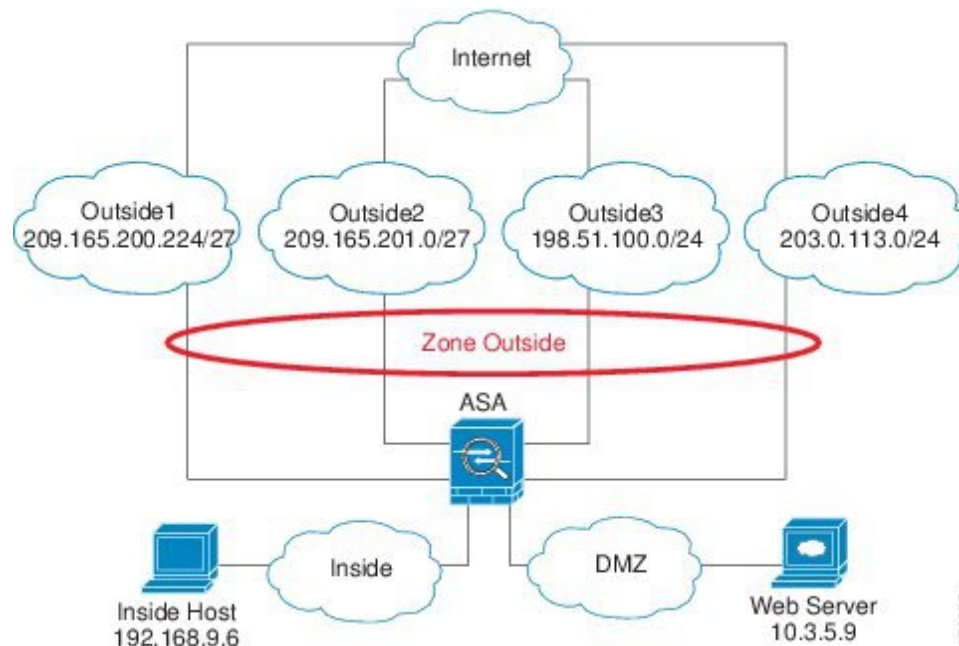 Internet
Outside1
209.165.200.224/27
Outside2
209.165.201.0/27
Outside3
198.51.100.0/24
Outside4
203.0.113.0/24
Zone Outside
ASA
Inside
DMZ
Inside Host
192.168.9.6
Web Server
10.3.5.9